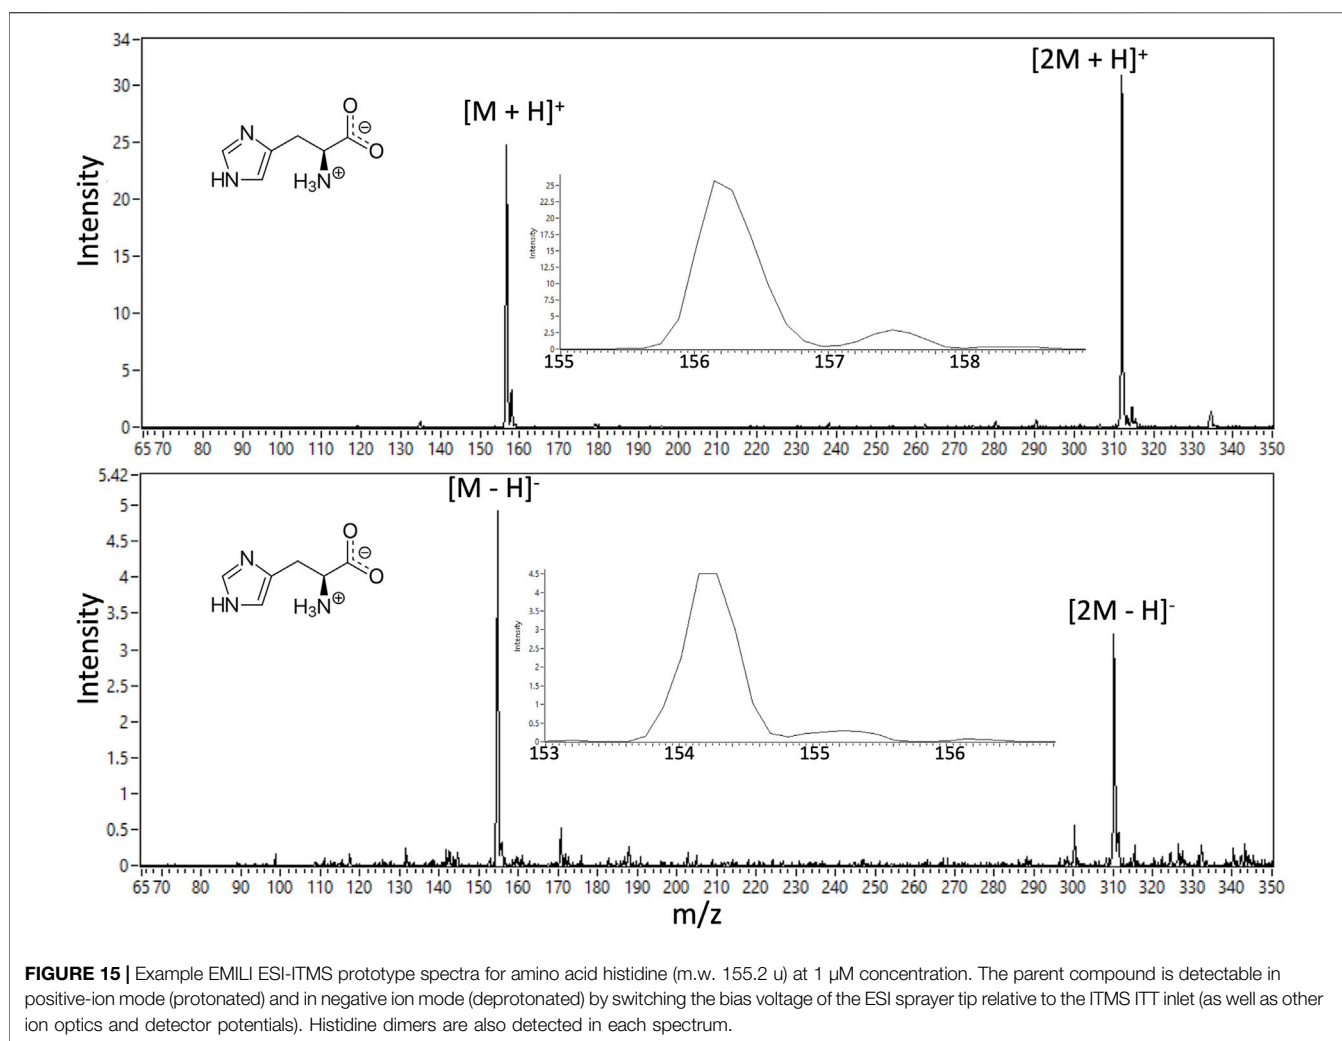 34
[2M + H]+
30
[M + H]+
25
20
15
10
5
0
Intensity
N
HN
O
⊖
O
H3N⊕
25
22.5
20
17.5
15
12.5
10
7.5
5
2.5
0
Intensity
155 156 157 158
65 70 80 90 100 110 120 130 140 150 160 170 180 190 200 210 220 230 240 250 260 270 280 290 300 310 320 330 340 350
5.42
[M - H]-
5
4.5
4
3.5
3
2.5
2
1.5
1
0.5
0
Intensity
N
HN
O
⊖
O
H3N⊕
[2M - H]-
4.5
4
3.5
3
2.5
2
1.5
1
0.5
0
Intensity
153 154 155 156
65 70 80 90 100 110 120 130 140 150 160 170 180 190 200 210 220 230 240 250 260 270 280 290 300 310 320 330 340 350
m/z
FIGURE 15 | Example EMILI ESI-ITMS prototype spectra for amino acid histidine (m.w. 155.2 u) at 1 µM concentration. The parent compound is detectable in
positive-ion mode (protonated) and in negative ion mode (deprotonated) by switching the bias voltage of the ESI sprayer tip relative to the ITMS ITT inlet (as well as other
ion optics and detector potentials). Histidine dimers are also detected in each spectrum.